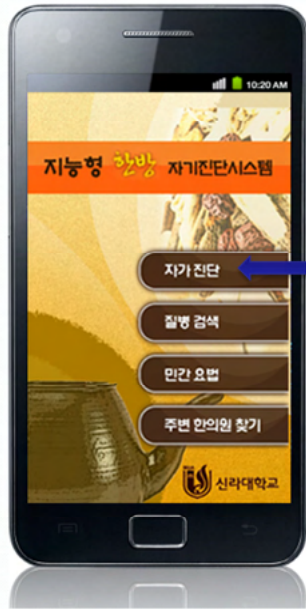 10:20 AM
지능형 한방 자기진단시스템
자가 진단
질병 검색
민간 요법
주변 한의원 찾기
신라대학교